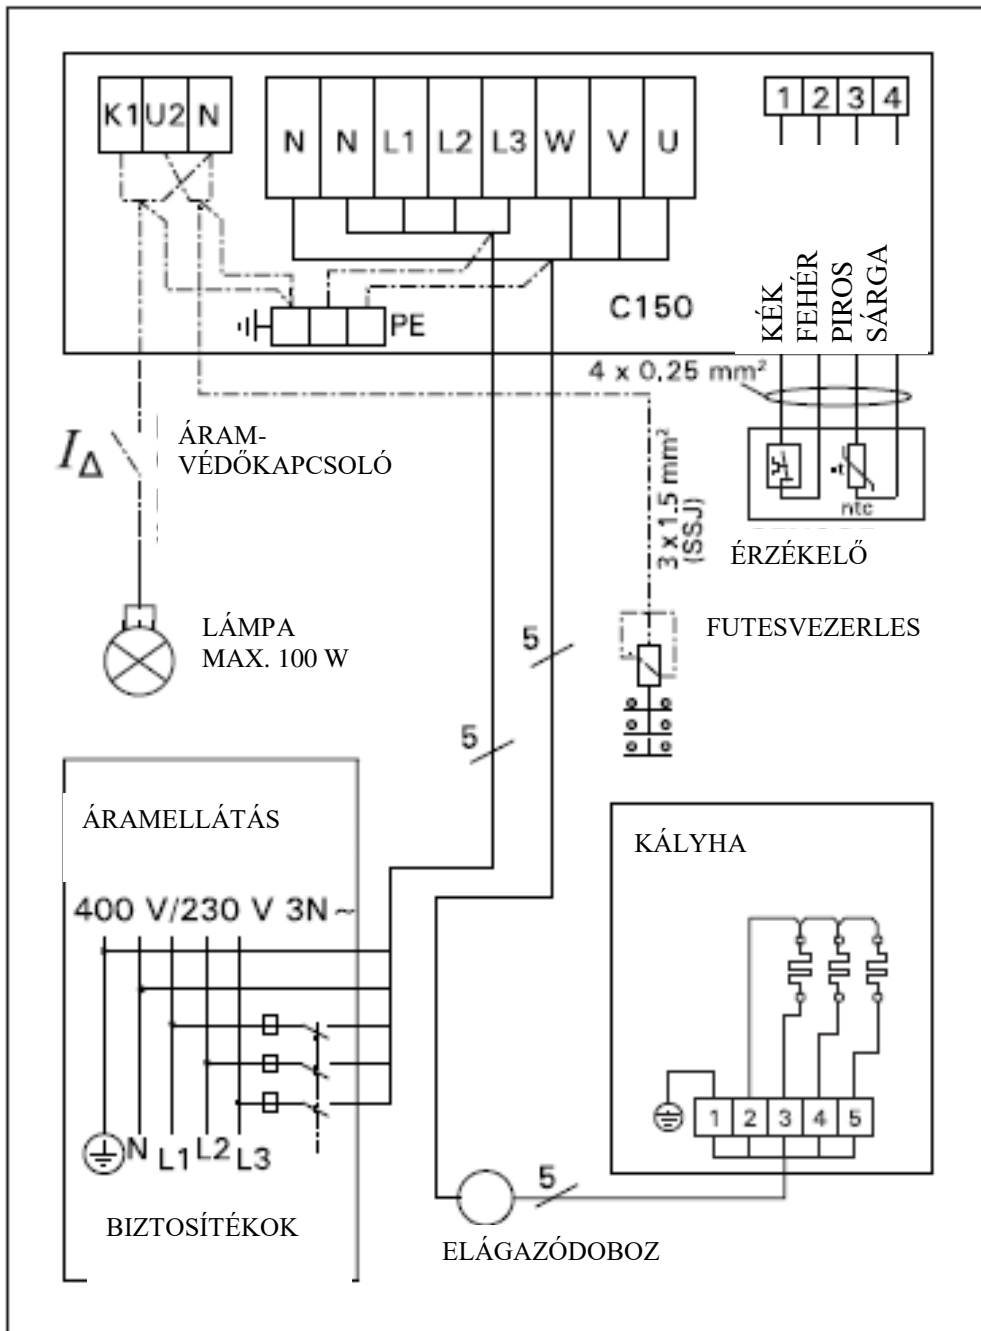 K1 U2 N
N N L1 L2 L3 W V U
1 2 3 4
KÉK
FEHÉR
PIROS
SÁRGA
C150
PE
4 x 0,25 mm²
I∆
ÁRAM-
VÉDŐKAPCSOLÓ
3 x 1.5 mm²
(SSJ)
-t
ntc
ÉRZÉKELŐ
LÁMPA
MAX. 100 W
FUTESVEZERLES
5
5
ÁRAMELLÁTÁS
400 V/230 V 3N~
N L1 L2 L3
BIZTOSÍTÉKOK
KÁLYHA
1 2 3 4 5
5
ELÁGAZÓDOBOZ